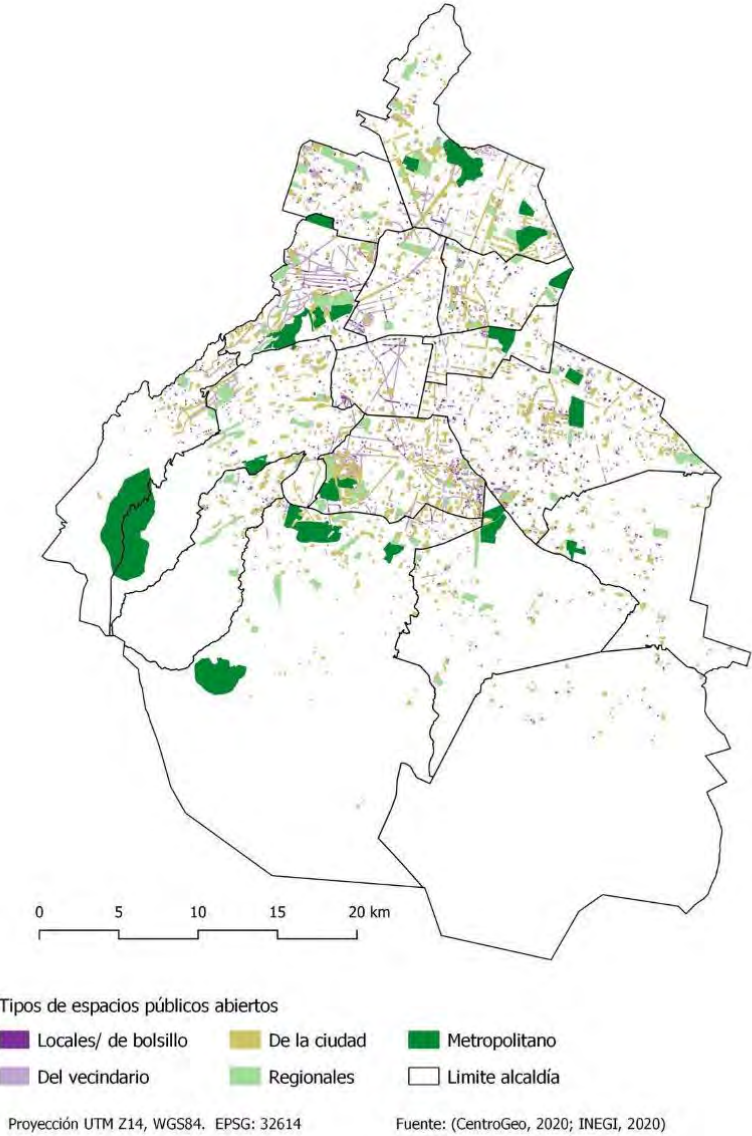 0 5 10 15 20 km
Tipos de espacios públicos abiertos
Locales/ de bolsillo De la ciudad Metropolitano
Del vecindario Regionales Limite alcaldía
Proyección UTM Z14, WGS84. EPSG: 32614 Fuente: (CentroGeo, 2020; INEGI, 2020)